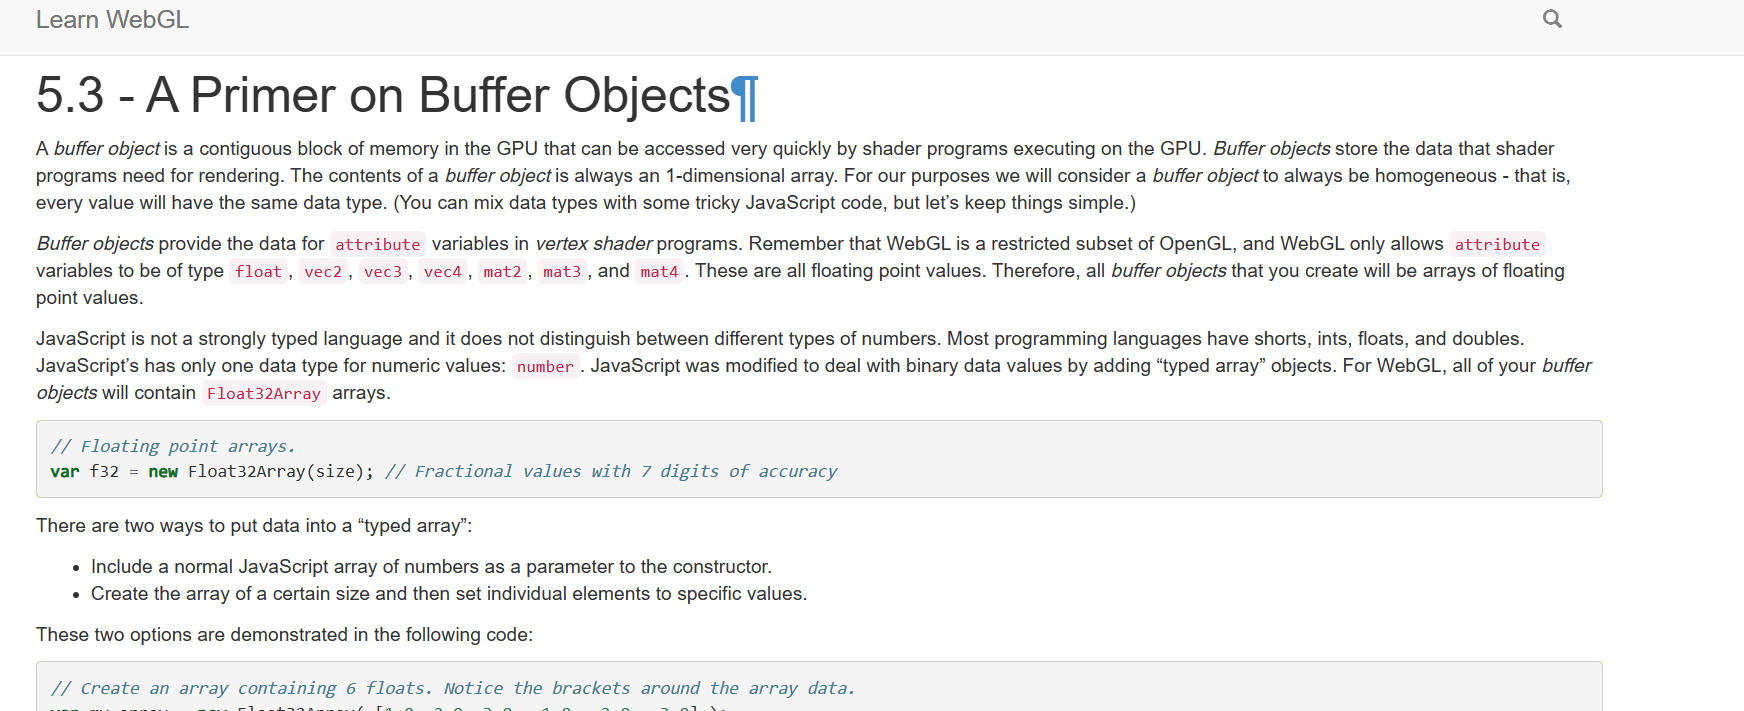 Learn WebGL
5.3 - A Primer on Buffer Objects¶
A buffer object is a contiguous block of memory in the GPU that can be accessed very quickly by shader programs executing on the GPU. Buffer objects store the data that shader
programs need for rendering. The contents of a buffer object is always an 1-dimensional array. For our purposes we will consider a buffer object to always be homogeneous - that is,
every value will have the same data type. (You can mix data types with some tricky JavaScript code, but let’s keep things simple.)
Buffer objects provide the data for attribute variables in vertex shader programs. Remember that WebGL is a restricted subset of OpenGL, and WebGL only allows attribute
variables to be of type float , vec2 , vec3 , vec4 , mat2 , mat3 , and mat4 . These are all floating point values. Therefore, all buffer objects that you create will be arrays of floating
point values.
JavaScript is not a strongly typed language and it does not distinguish between different types of numbers. Most programming languages have shorts, ints, floats, and doubles.
JavaScript’s has only one data type for numeric values: number . JavaScript was modified to deal with binary data values by adding “typed array” objects. For WebGL, all of your buffer
objects will contain Float32Array arrays.
// Floating point arrays.
var f32 = new Float32Array(size); // Fractional values with 7 digits of accuracy
There are two ways to put data into a “typed array”:
• Include a normal JavaScript array of numbers as a parameter to the constructor.
• Create the array of a certain size and then set individual elements to specific values.
These two options are demonstrated in the following code:
// Create an array containing 6 floats. Notice the brackets around the array data.